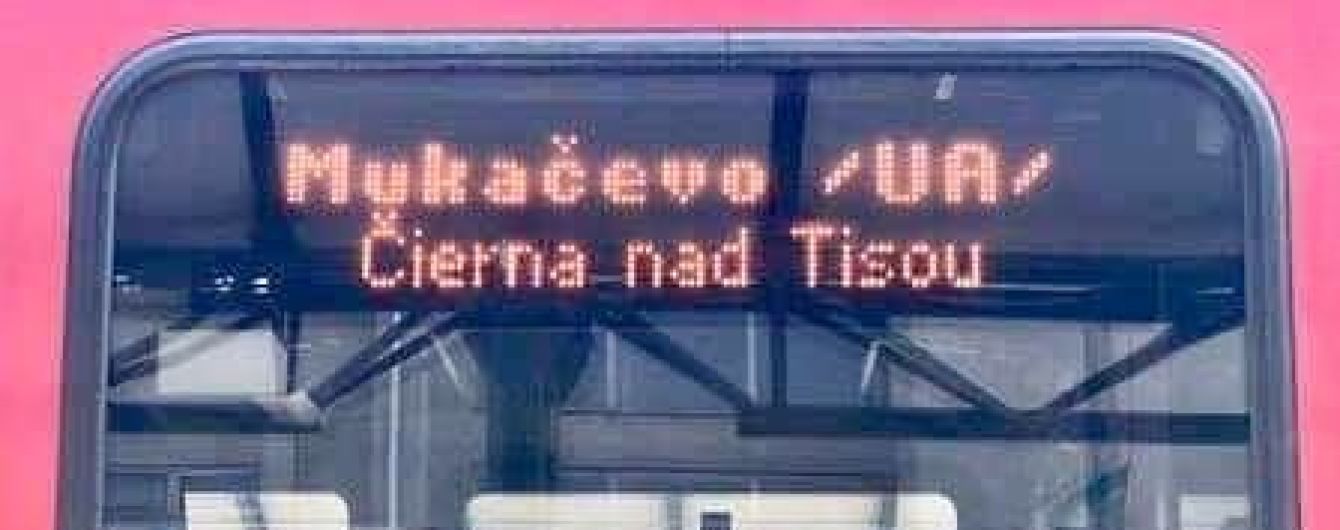 Mukačevo /UA/
Čierna nad Tisou